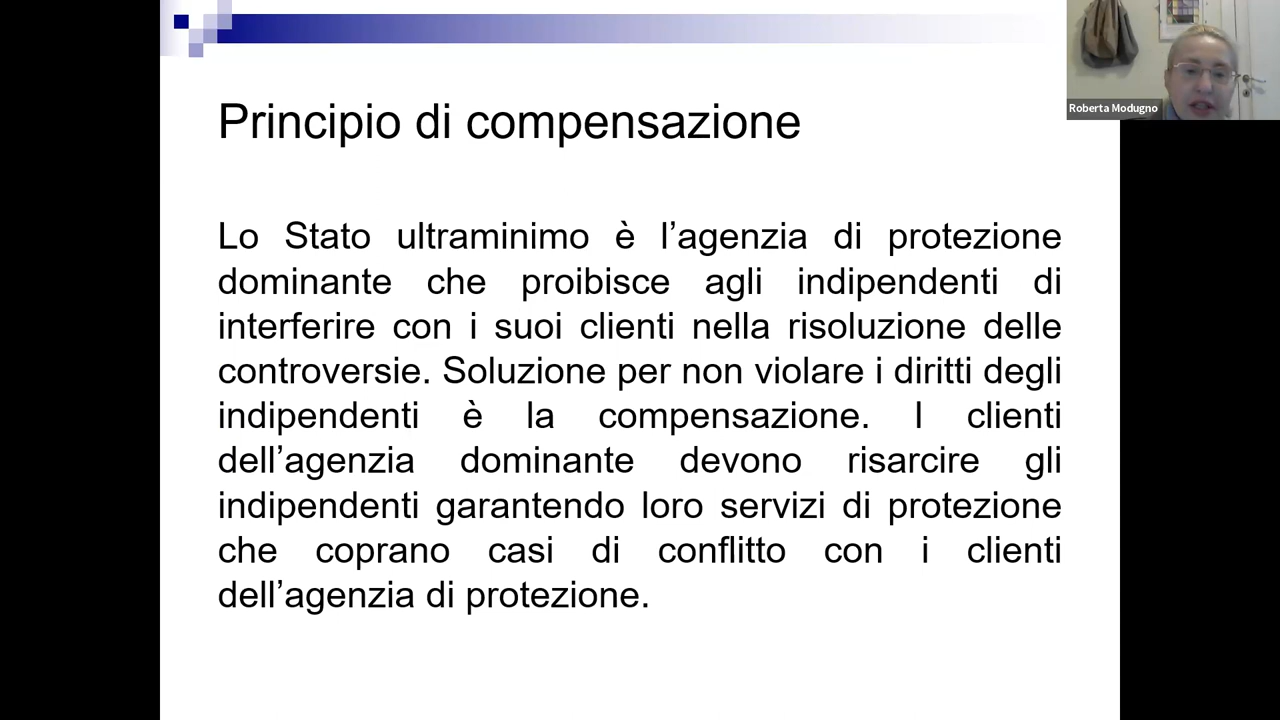 Roberta Modugno
Principio di compensazione
Lo Stato ultraminimo è l’agenzia di protezione
dominante che proibisce agli indipendenti di
interferire con i suoi clienti nella risoluzione delle
controversie. Soluzione per non violare i diritti degli
indipendenti è la compensazione. I clienti
dell’agenzia dominante devono risarcire gli
indipendenti garantendo loro servizi di protezione
che coprano casi di conflitto con i clienti
dell’agenzia di protezione.